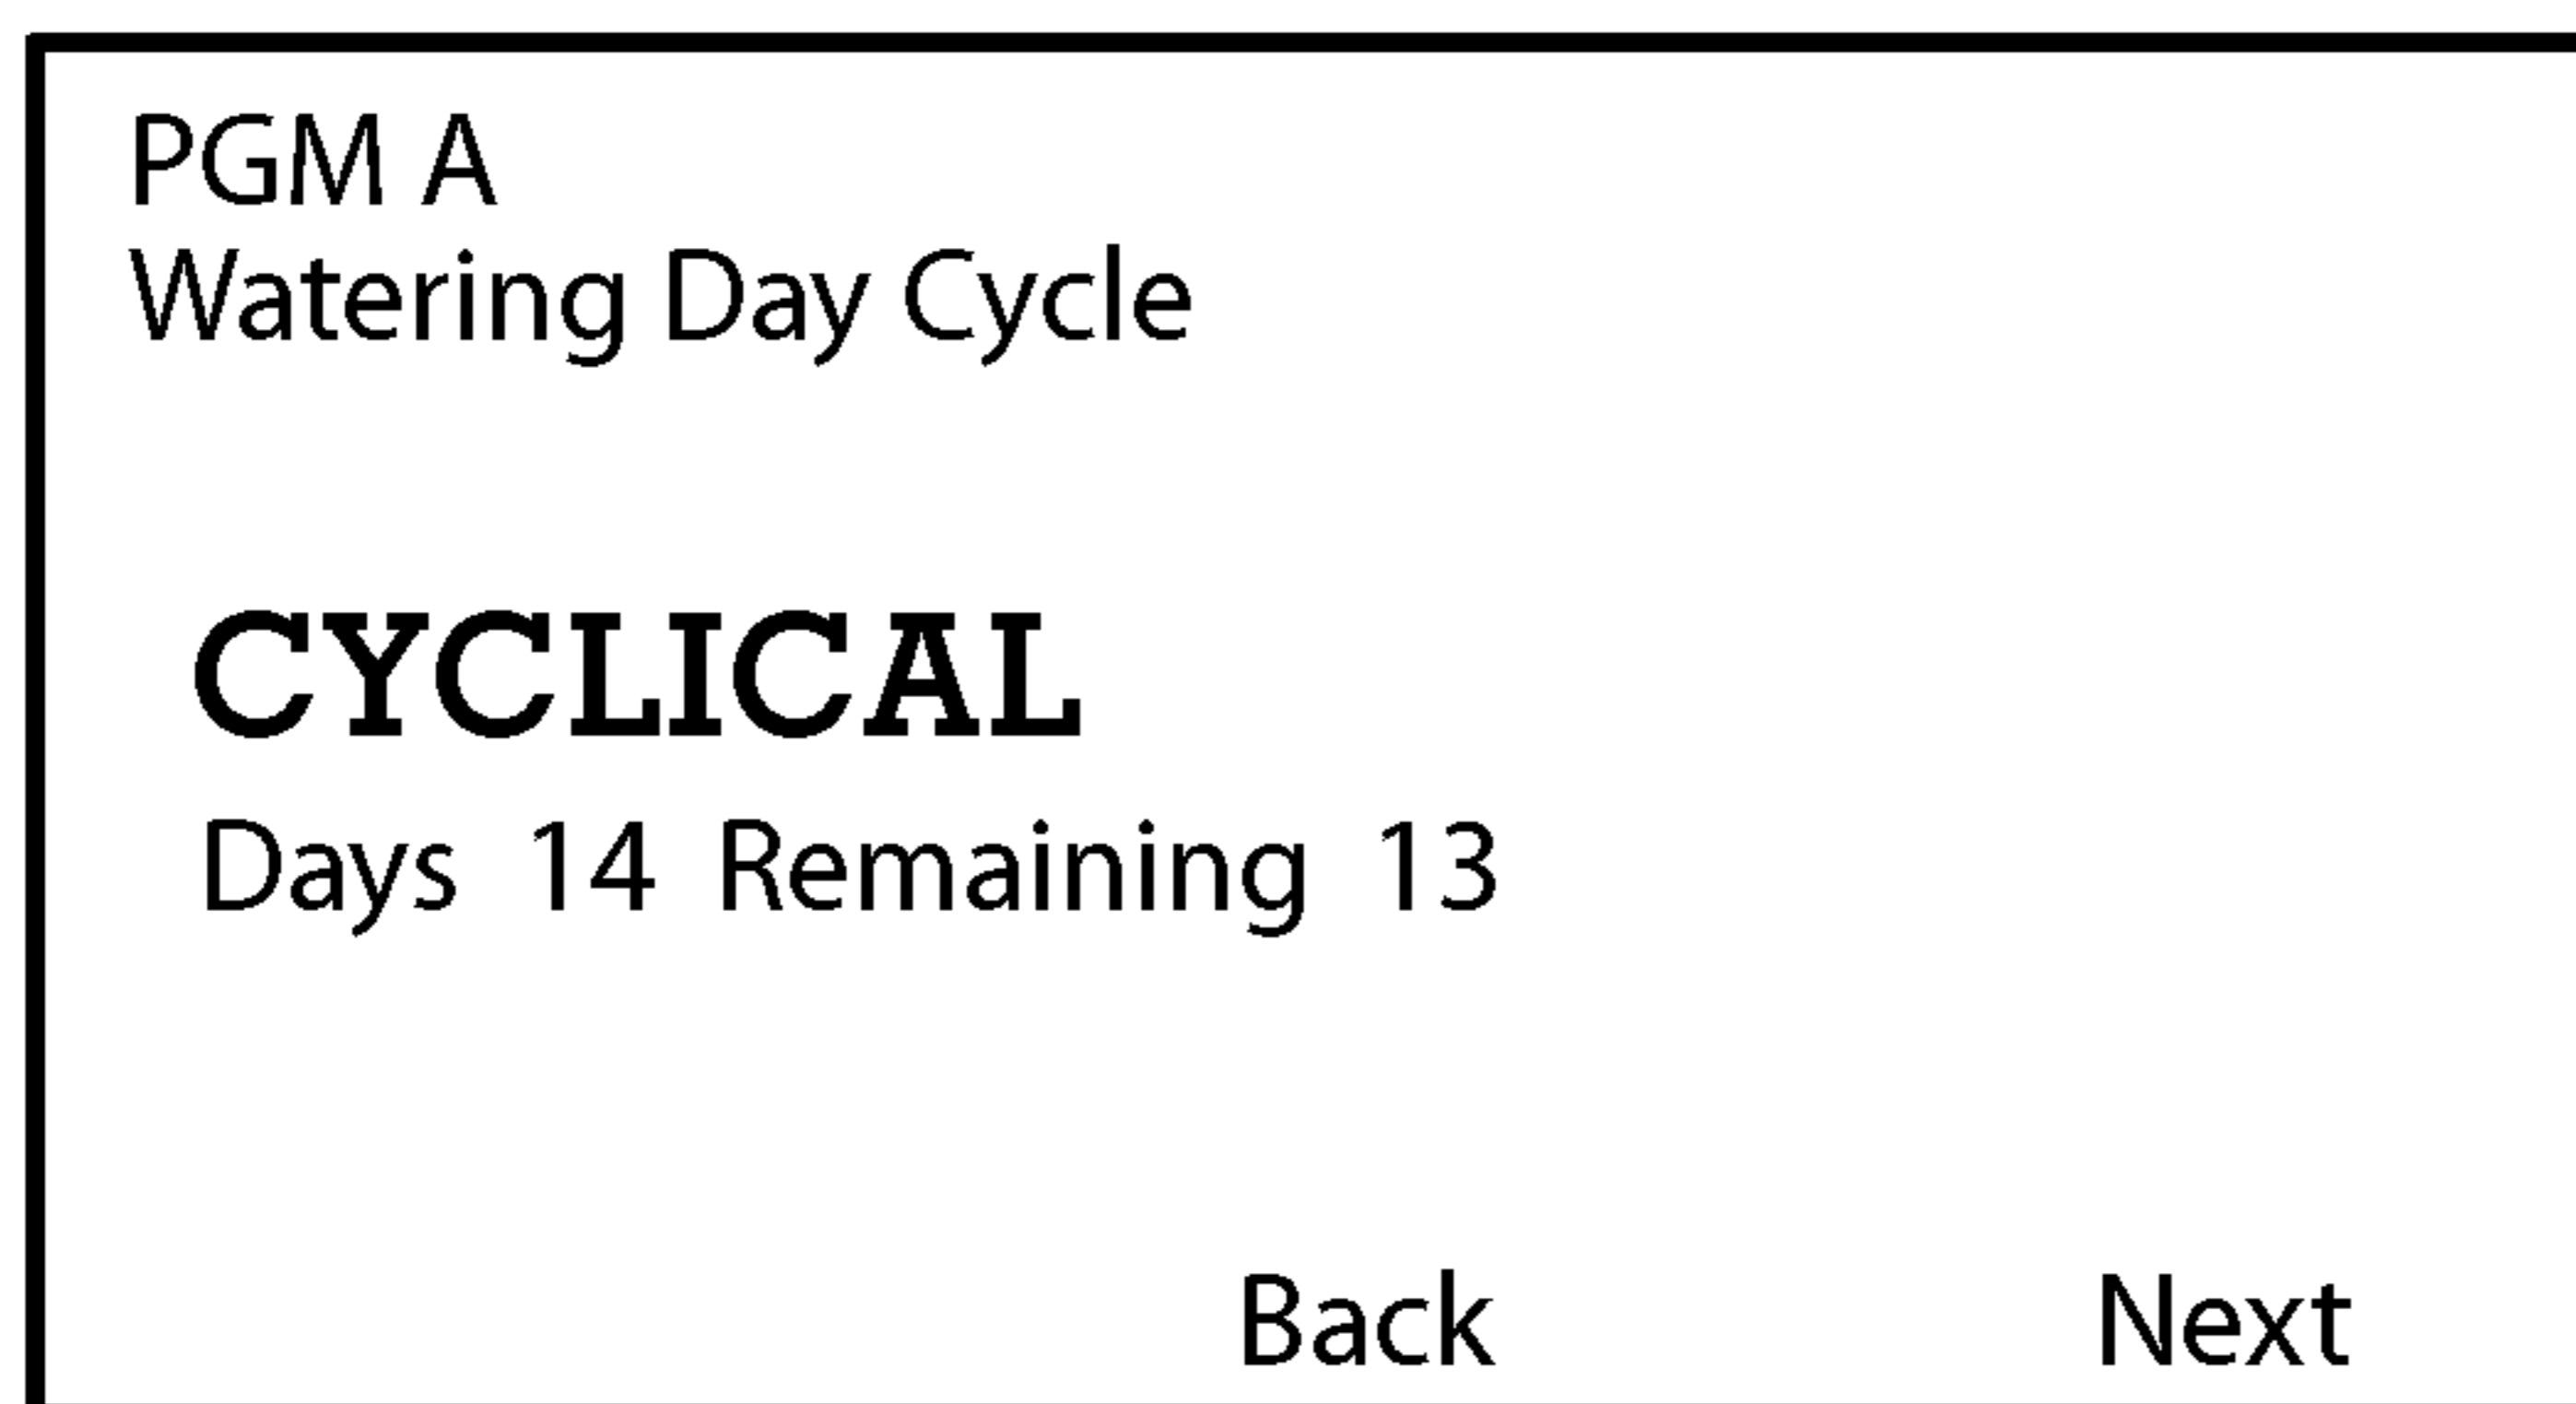 PGM A
Watering Day Cycle
CYCLICAL
Days 14 Remaining 13
Back Next